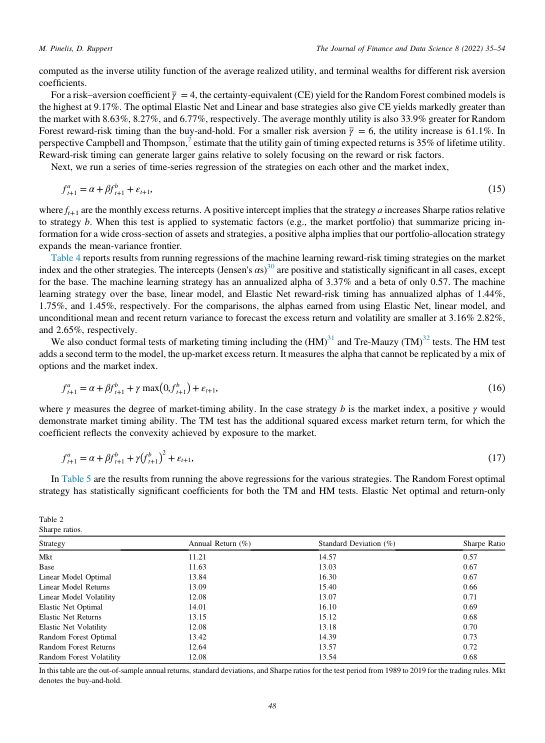 M. Pinelis, D. Ruppert
The Journal of Finance and Data Science 8 (2022) 35–54
computed as the inverse utility function of the average realized utility, and terminal wealths for different risk aversion
coefficients.
For a risk–aversion coefficient γ̅ = 4, the certainty-equivalent (CE) yield for the Random Forest combined models is
the highest at 9.17%. The optimal Elastic Net and Linear and base strategies also give CE yields markedly greater than
the market with 8.63%, 8.27%, and 6.77%, respectively. The average monthly utility is also 33.9% greater for Random
Forest reward-risk timing than the buy-and-hold. For a smaller risk aversion γ̅ = 6, the utility increase is 61.1%. In
perspective Campbell and Thompson,⁷ estimate that the utility gain of timing expected returns is 35% of lifetime utility.
Reward-risk timing can generate larger gains relative to solely focusing on the reward or risk factors.
Next, we run a series of time-series regression of the strategies on each other and the market index,
fᵃₜ₊₁ = α + βfᵇₜ₊₁ + εₜ₊₁, (15)
where fₜ₊₁ are the monthly excess returns. A positive intercept implies that the strategy a increases Sharpe ratios relative
to strategy b. When this test is applied to systematic factors (e.g., the market portfolio) that summarize pricing in-
formation for a wide cross-section of assets and strategies, a positive alpha implies that our portfolio-allocation strategy
expands the mean-variance frontier.
Table 4 reports results from running regressions of the machine learning reward-risk timing strategies on the market
index and the other strategies. The intercepts (Jensen's αs)³⁰ are positive and statistically significant in all cases, except
for the base. The machine learning strategy has an annualized alpha of 3.37% and a beta of only 0.57. The machine
learning strategy over the base, linear model, and Elastic Net reward-risk timing has annualized alphas of 1.44%,
1.75%, and 1.45%, respectively. For the comparisons, the alphas earned from using Elastic Net, linear model, and
unconditional mean and recent return variance to forecast the excess return and volatility are smaller at 3.16% 2.82%,
and 2.65%, respectively.
We also conduct formal tests of marketing timing including the (HM)³¹ and Tre-Mauzy (TM)³² tests. The HM test
adds a second term to the model, the up-market excess return. It measures the alpha that cannot be replicated by a mix of
options and the market index.
fᵃₜ₊₁ = α + βfᵇₜ₊₁ + γ max(0, fᵇₜ₊₁) + εₜ₊₁, (16)
where γ measures the degree of market-timing ability. In the case strategy b is the market index, a positive γ would
demonstrate market timing ability. The TM test has the additional squared excess market return term, for which the
coefficient reflects the convexity achieved by exposure to the market.
fᵃₜ₊₁ = α + βfᵇₜ₊₁ + γ(fᵇₜ₊₁)² + εₜ₊₁, (17)
In Table 5 are the results from running the above regressions for the various strategies. The Random Forest optimal
strategy has statistically significant coefficients for both the TM and HM tests. Elastic Net optimal and return-only
Table 2
Sharpe ratios.
Strategy Annual Return (%) Standard Deviation (%) Sharpe Ratio
Mkt 11.21 14.57 0.57
Base 11.63 13.03 0.67
Linear Model Optimal 13.84 16.30 0.67
Linear Model Returns 13.09 15.40 0.66
Linear Model Volatility 12.08 13.07 0.71
Elastic Net Optimal 14.01 16.10 0.69
Elastic Net Returns 13.15 15.12 0.68
Elastic Net Volatility 12.08 13.18 0.70
Random Forest Optimal 13.42 14.39 0.73
Random Forest Returns 12.64 13.57 0.72
Random Forest Volatility 12.08 13.54 0.68
In this table are the out-of-sample annual returns, standard deviations, and Sharpe ratios for the test period from 1989 to 2019 for the trading rules. Mkt
denotes the buy-and-hold.
48